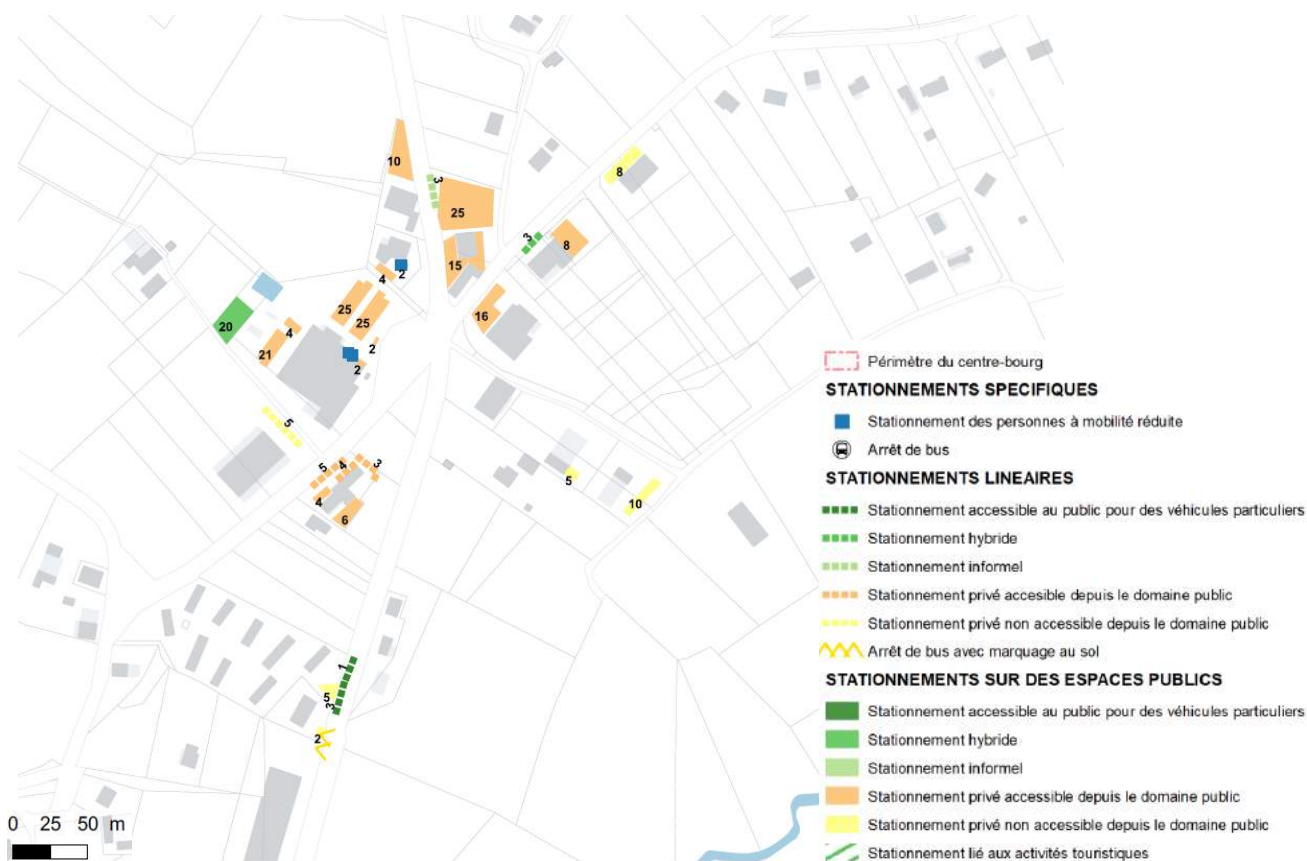 10
3
25
8
3
8
15
2
4
25
25
16
20
4
21
2
2
5
5
4
3
4
6
5
10
1
5
3
2
0 25 50 m
Périmètre du centre-bourg
STATIONNEMENTS SPECIFIQUES
Stationnement des personnes à mobilité réduite
Arrêt de bus
STATIONNEMENTS LINEAIRES
Stationnement accessible au public pour des véhicules particuliers
Stationnement hybride
Stationnement informel
Stationnement privé accesible depuis le domaine public
Stationnement privé non accessible depuis le domaine public
Arrêt de bus avec marquage au sol
STATIONNEMENTS SUR DES ESPACES PUBLICS
Stationnement accessible au public pour des véhicules particuliers
Stationnement hybride
Stationnement informel
Stationnement privé accessible depuis le domaine public
Stationnement privé non accessible depuis le domaine public
Stationnement lié aux activités touristiques